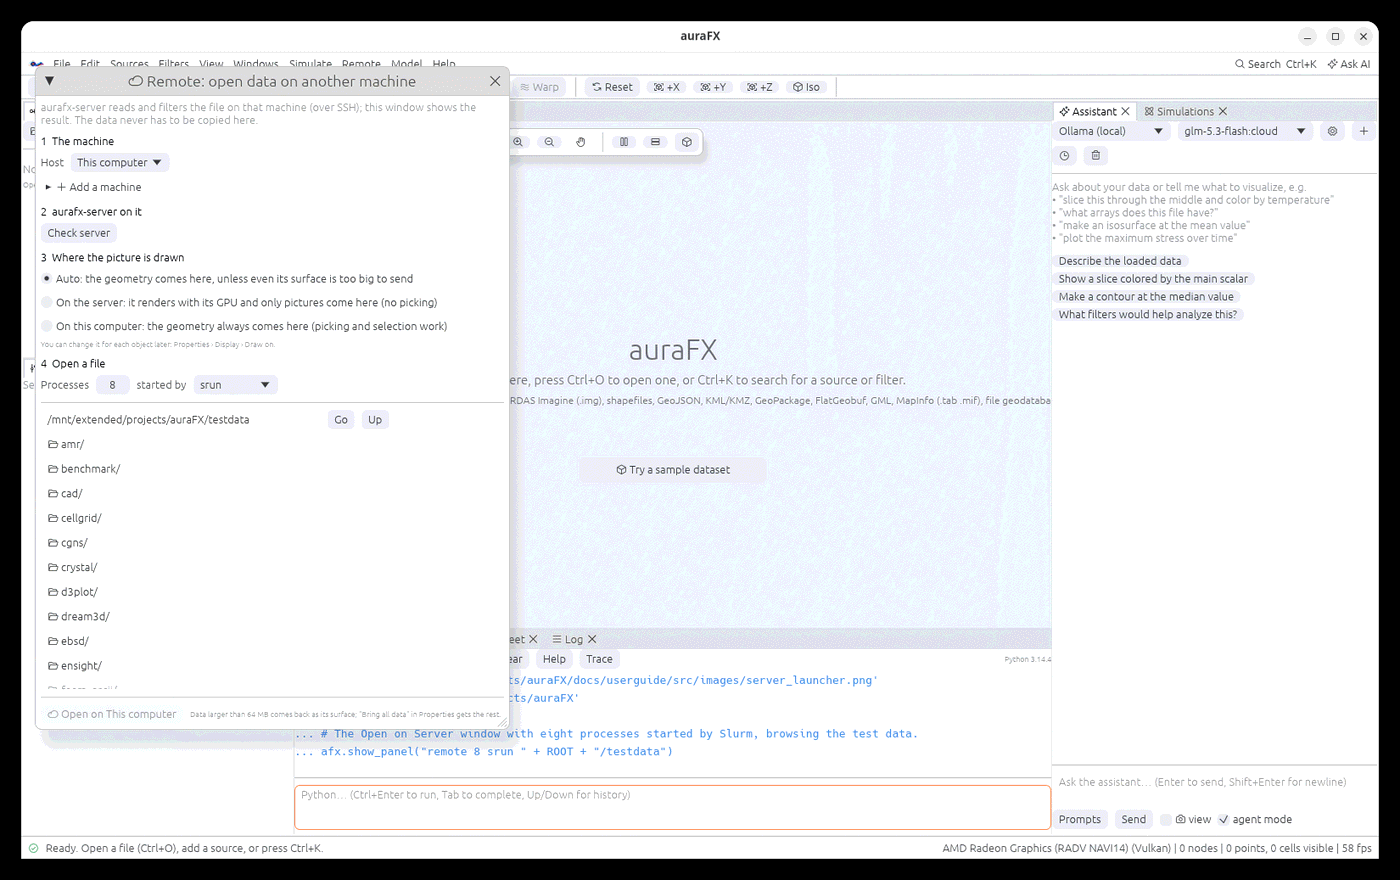 auraFX
File Edit Sources Filters View Windows Simulate Remote Model Help
Search Ctrl+K Ask AI
Remote: open data on another machine
Warp Reset +X +Y +Z Iso
aurafx-server reads and filters the file on that machine (over SSH); this window shows the
result. The data never has to be copied here.
1 The machine
Host This computer
+ Add a machine
2 aurafx-server on it
Check server
3 Where the picture is drawn
Auto: the geometry comes here, unless even its surface is too big to send
On the server: it renders with its GPU and only pictures come here (no picking)
On this computer: the geometry always comes here (picking and selection work)
You can change it for each object later: Properties › Display › Draw on.
4 Open a file
Processes 8 started by srun
/mnt/extended/projects/auraFX/testdata Go Up
amr/
benchmark/
cad/
cellgrid/
cgns/
crystal/
d3plot/
dream3d/
ebsd/
ensight/
Open on This computer Data larger than 64 MB comes back as its surface; "Bring all data" in Properties gets the rest.
auraFX
ere, press Ctrl+O to open one, or Ctrl+K to search for a source or filter.
RDAS Imagine (.img), shapefiles, GeoJSON, KML/KMZ, GeoPackage, FlatGeobuf, GML, MapInfo (.tab .mif), file geodataba
Try a sample dataset
eet Log
ear Help Trace Python 3.14.4
ts/auraFX/docs/userguide/src/images/server_launcher.png'
cts/auraFX'
... # The Open on Server window with eight processes started by Slurm, browsing the test data.
... afx.show_panel("remote 8 srun " + ROOT + "/testdata")
Python... (Ctrl+Enter to run, Tab to complete, Up/Down for history)
Assistant Simulations
Ollama (local) glm-5.3-flash:cloud
Ask about your data or tell me what to visualize, e.g.
• "slice this through the middle and color by temperature"
• "what arrays does this file have?"
• "make an isosurface at the mean value"
• "plot the maximum stress over time"
Describe the loaded data
Show a slice colored by the main scalar
Make a contour at the median value
What filters would help analyze this?
Ask the assistant... (Enter to send, Shift+Enter for newline)
Prompts Send view agent mode
Ready. Open a file (Ctrl+O), add a source, or press Ctrl+K.
AMD Radeon Graphics (RADV NAVI14) (Vulkan) | 0 nodes | 0 points, 0 cells visible | 58 fps